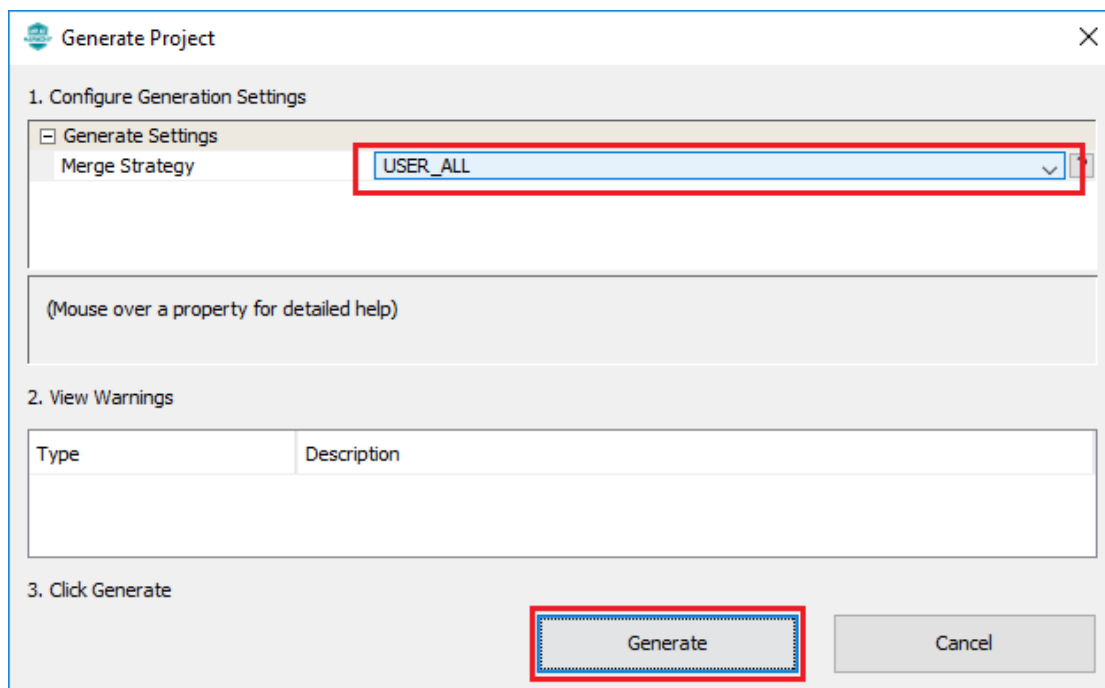 Generate Project
1. Configure Generation Settings
Generate Settings
Merge Strategy USER_ALL ?
(Mouse over a property for detailed help)
2. View Warnings
Type Description
3. Click Generate
Generate Cancel